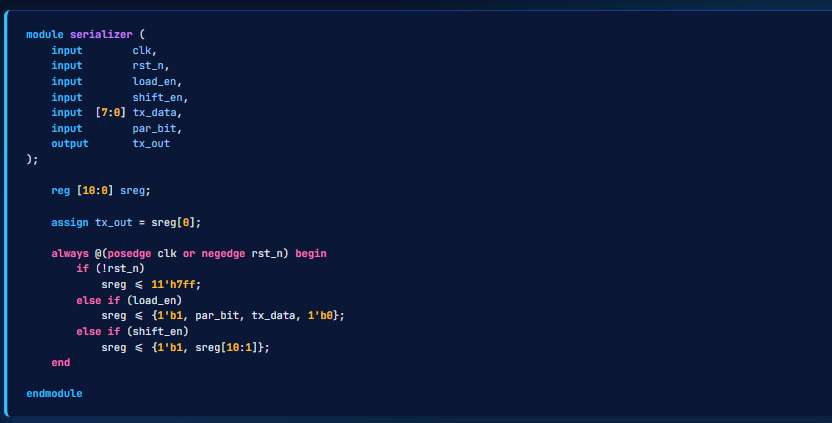 module serializer (
    input        clk,
    input        rst_n,
    input        load_en,
    input        shift_en,
    input  [7:0] tx_data,
    input        par_bit,
    output       tx_out
);
    reg [10:0] sreg;
    assign tx_out = sreg[0];
    always @(posedge clk or negedge rst_n) begin
        if (!rst_n)
            sreg <= 11'h7ff;
        else if (load_en)
            sreg <= {1'b1, par_bit, tx_data, 1'b0};
        else if (shift_en)
            sreg <= {1'b1, sreg[10:1]};
    end
endmodule